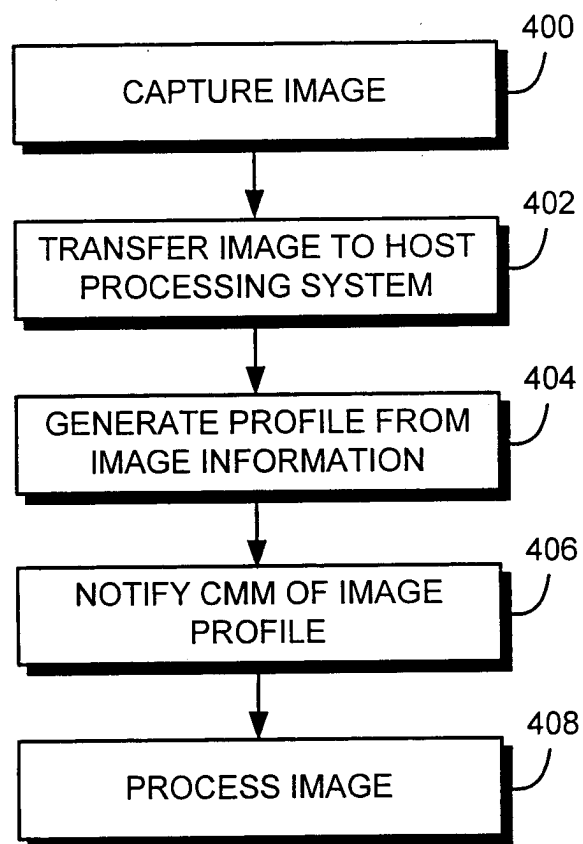 400
CAPTURE IMAGE
402
TRANSFER IMAGE TO HOST
PROCESSING SYSTEM
404
GENERATE PROFILE FROM
IMAGE INFORMATION
406
NOTIFY CMM OF IMAGE
PROFILE
408
PROCESS IMAGE